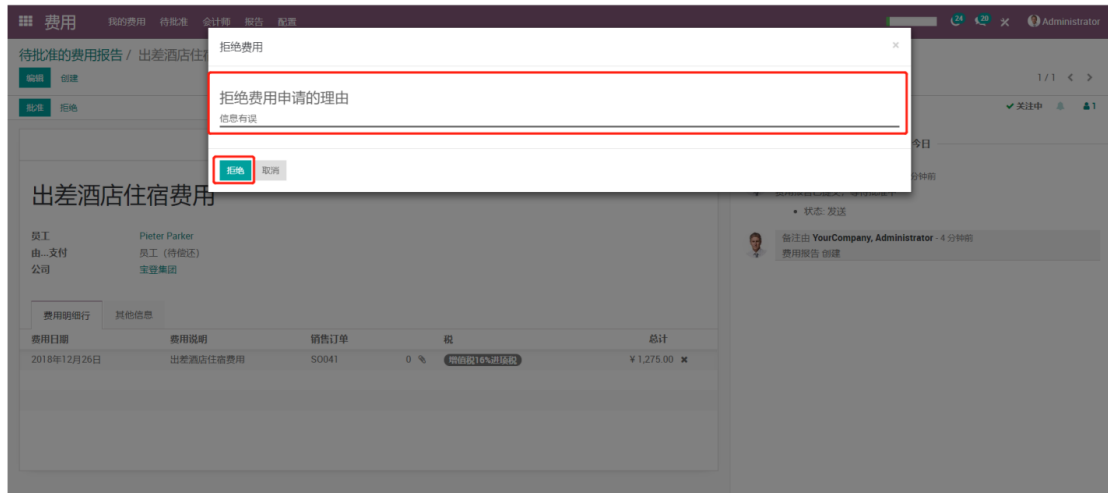 费用 我的费用 待批准 会计师 报告 配置 24 28 Administrator
待批准的费用报告 / 出差酒店住
拒绝费用 ×
编辑 创建 1 / 1
批准 拒绝 关注中 1
拒绝费用申请的理由
信息有误
拒绝 取消
今日
分钟前
状态: 发送
出差酒店住宿费用
员工 Pieter Parker
由...支付 员工 (待偿还)
公司 宝登集团
备注由 YourCompany, Administrator - 4 分钟前
费用报告 创建
费用明细行 其他信息
费用日期 费用说明 销售订单 税 总计
2018年12月26日 出差酒店住宿费用 SO041 0 增值税16%进项税 ¥ 1,275.00